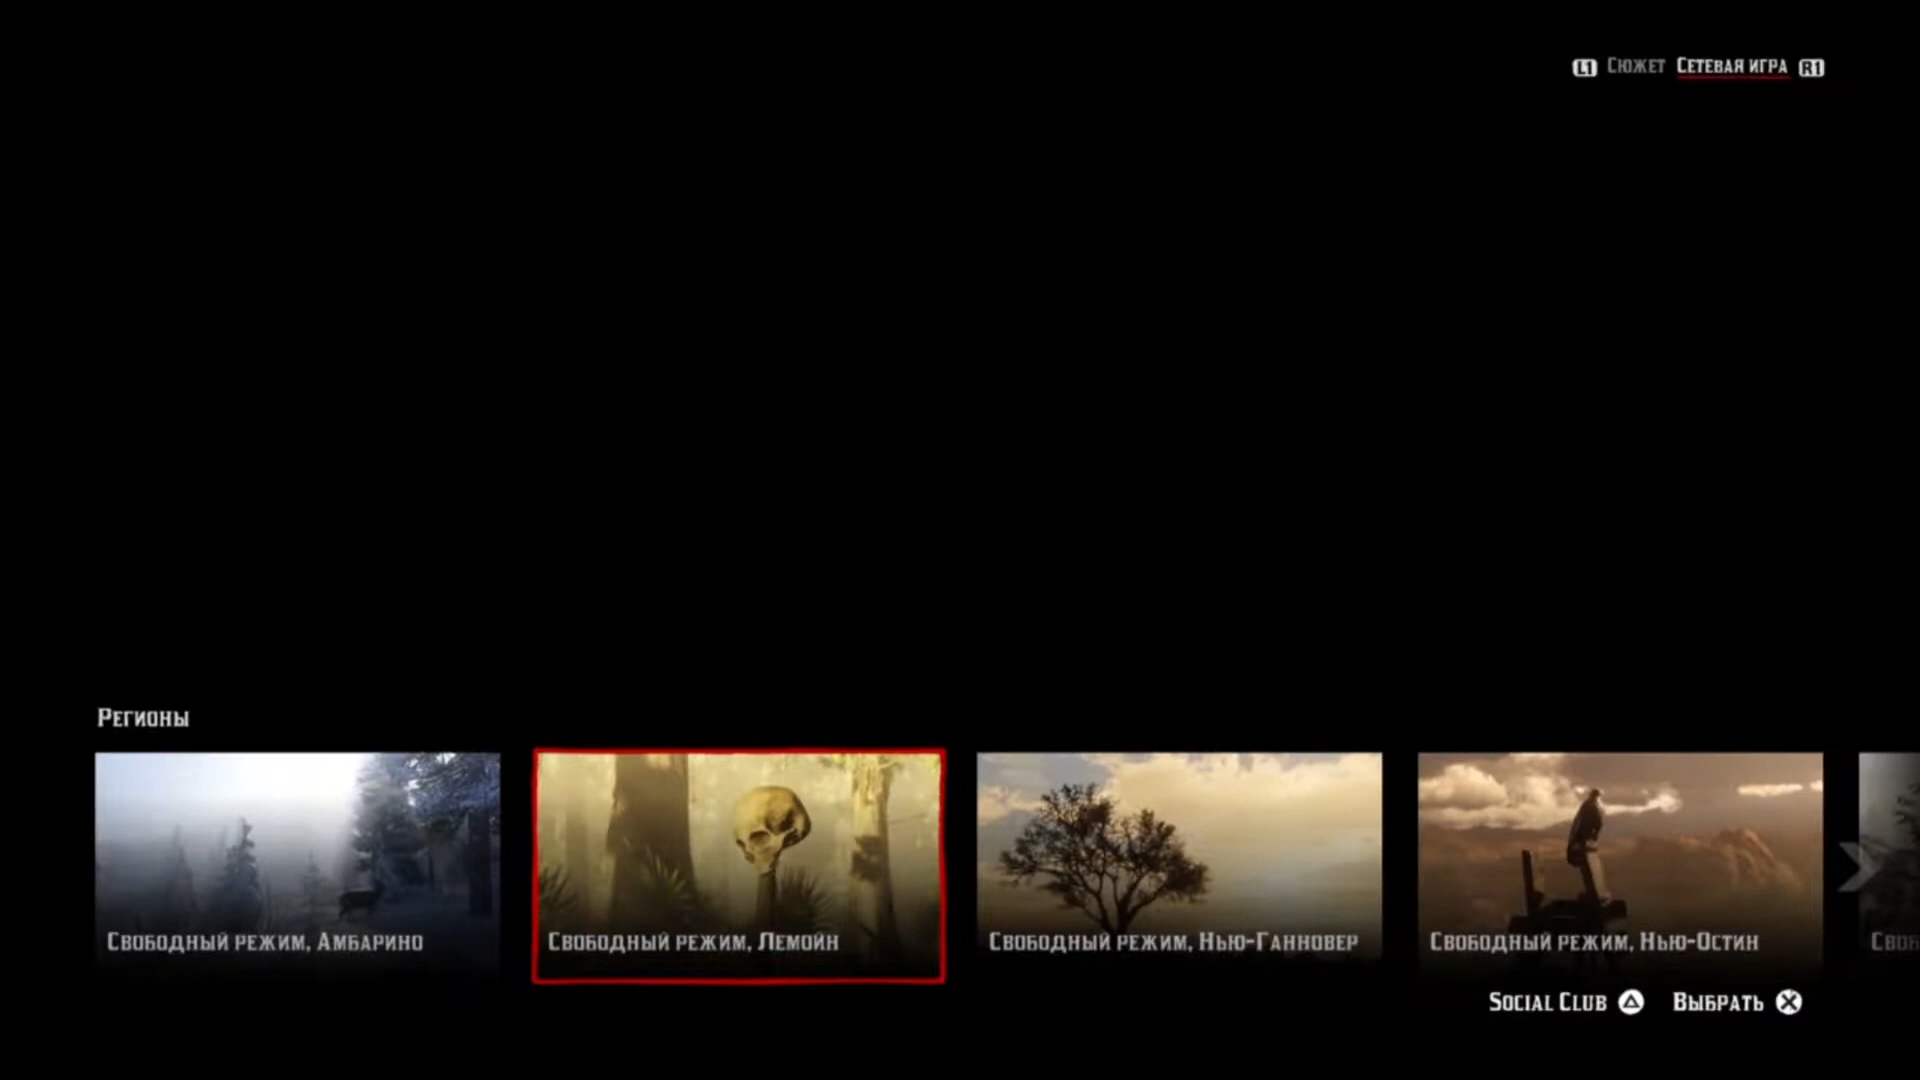 L1 Сюжет Сетевая игра R1
Регионы
Свободный режим, Амбарино
Свободный режим, Лемойн
Свободный режим, Нью-Ганновер
Свободный режим, Нью-Остин
Social Club
Выбрать